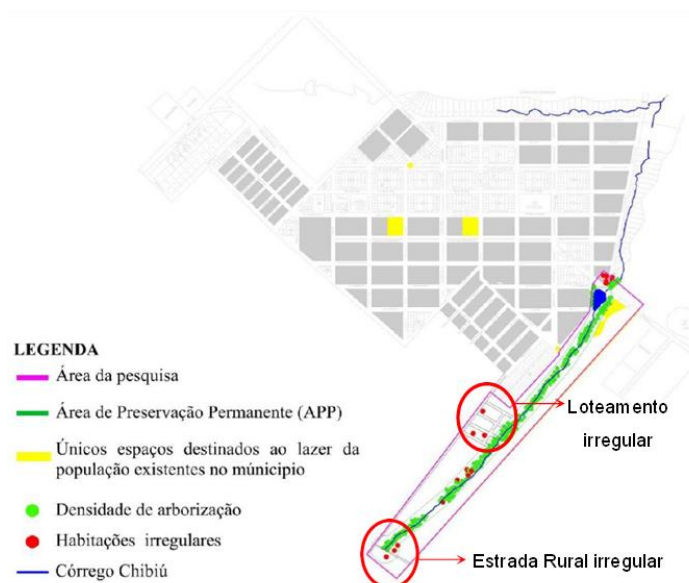 LEGENDA
Área da pesquisa
Área de Preservação Permanente (APP)
Únicos espaços destinados ao lazer da
população existentes no múnicipio
Densidade de arborização
Habitações irregulares
Córrego Chibiú
Loteamento
irregular
Estrada Rural irregular